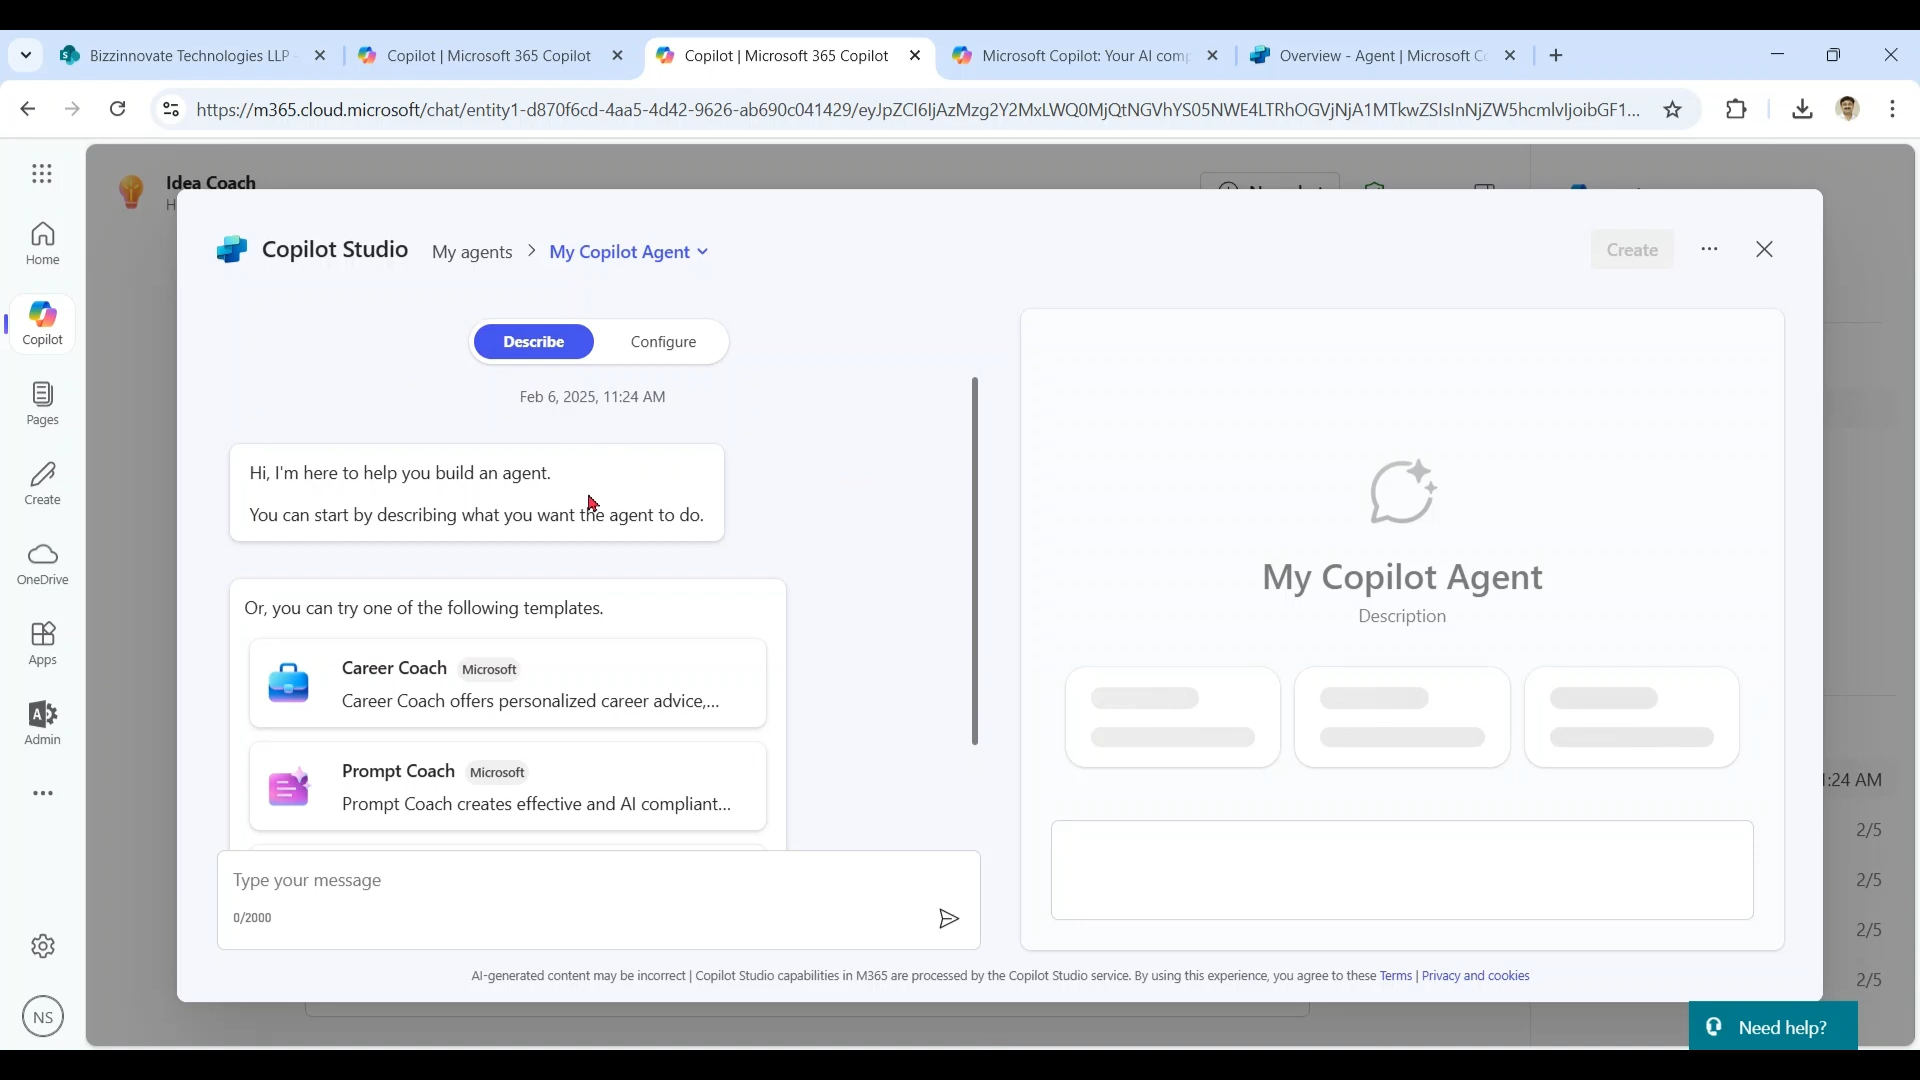 Bizzinnovate Technologies LLP -
Copilot | Microsoft 365 Copilot
Copilot | Microsoft 365 Copilot
Microsoft Copilot: Your AI comp
Overview - Agent | Microsoft Co
https://m365.cloud.microsoft/chat/entity1-d870f6cd-4aa5-4d42-9626-ab690c041429/eyJpZCI6IjAzMzg2Y2MxLWQ0MjQtNGVhYS05NWE4LTRhOGVjNjA1MTkwZSIsInNjZW5hcmlvIjoibGF1...
Idea Coach
Copilot Studio
My agents > My Copilot Agent
Create
Home
Copilot
Pages
Create
OneDrive
Apps
Admin
NS
Describe
Configure
Feb 6, 2025, 11:24 AM
Hi, I'm here to help you build an agent.
You can start by describing what you want the agent to do.
Or, you can try one of the following templates.
Career Coach Microsoft
Career Coach offers personalized career advice,...
Prompt Coach Microsoft
Prompt Coach creates effective and AI compliant...
Type your message
0/2000
My Copilot Agent
Description
:24 AM
2/5
2/5
2/5
2/5
AI-generated content may be incorrect | Copilot Studio capabilities in M365 are processed by the Copilot Studio service. By using this experience, you agree to these Terms | Privacy and cookies
Need help?